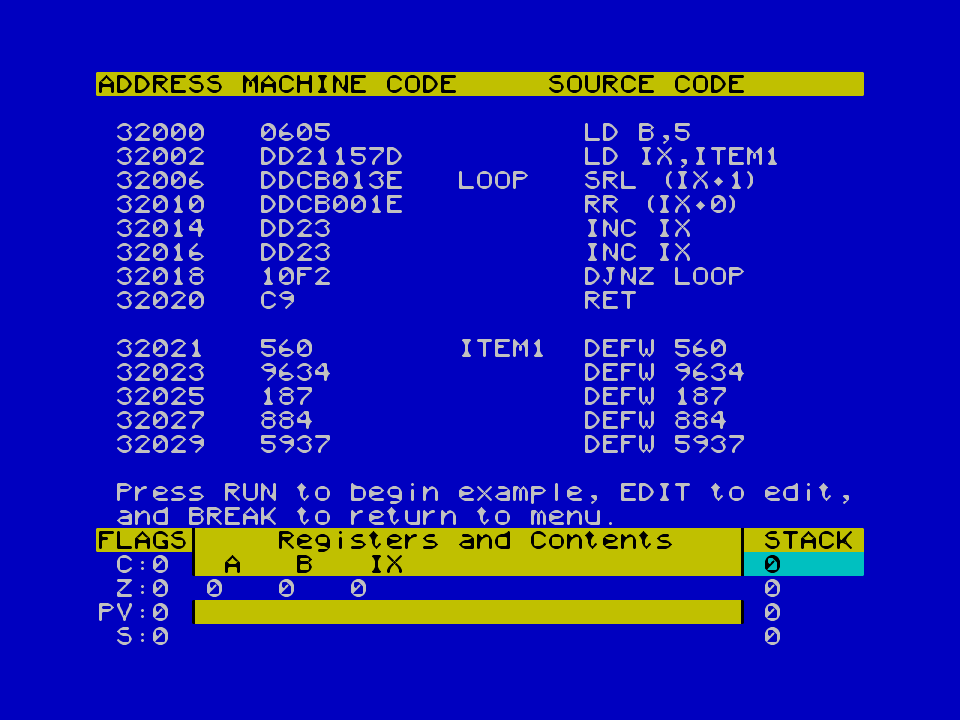 ADDRESS MACHINE CODE SOURCE CODE
32000 0605 LD B,5
32002 DD21157D LD IX,ITEM1
32006 DDCB013E LOOP SRL (IX+1)
32010 DDCB001E RR (IX+0)
32014 DD23 INC IX
32016 DD23 INC IX
32018 10F2 DJNZ LOOP
32020 C9 RET
32021 560 ITEM1 DEFW 560
32023 9634 DEFW 9634
32025 187 DEFW 187
32027 884 DEFW 884
32029 5937 DEFW 5937
Press RUN to begin example, EDIT to edit,
and BREAK to return to menu.
FLAGS Registers and Contents STACK
C:0 A B IX 0
Z:0 0 0 0 0
PV:0 0
S:0 0